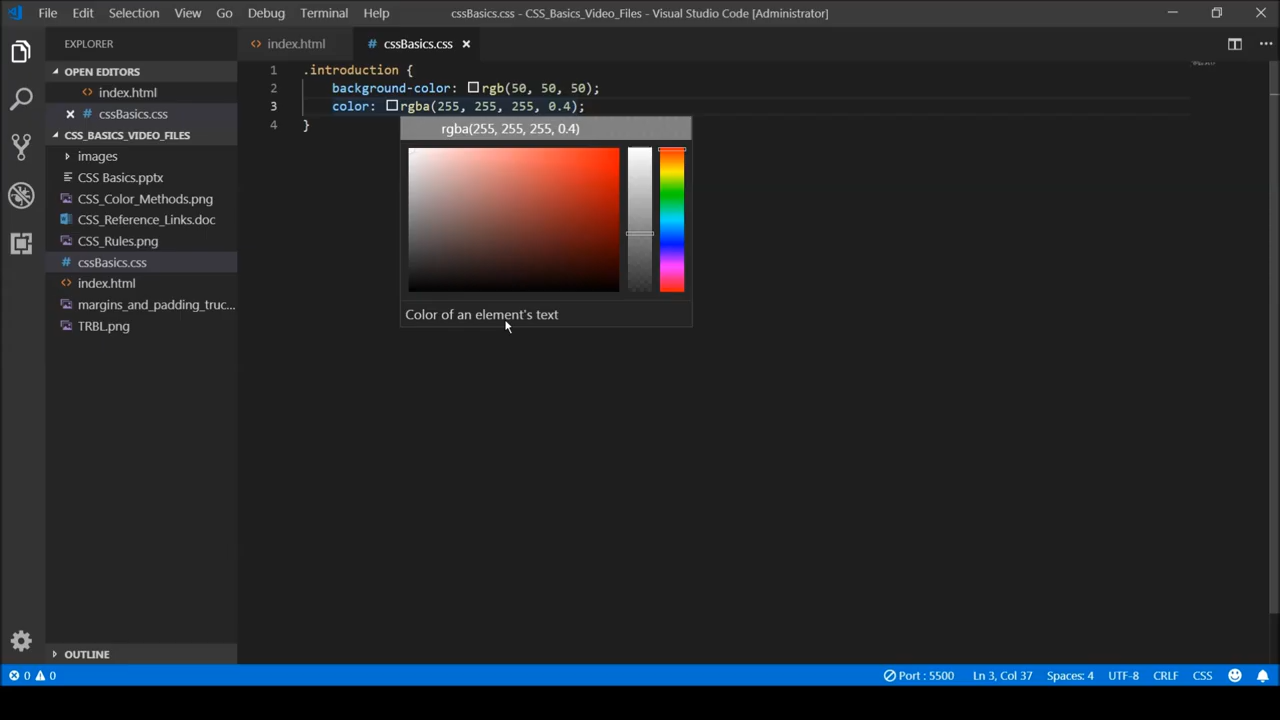 File Edit Selection View Go Debug Terminal Help
cssBasics.css - CSS_Basics_Video_Files - Visual Studio Code [Administrator]
EXPLORER
OPEN EDITORS
index.html
cssBasics.css
CSS_BASICS_VIDEO_FILES
images
CSS Basics.pptx
CSS_Color_Methods.png
CSS_Reference_Links.doc
CSS_Rules.png
cssBasics.css
index.html
margins_and_padding_truc...
TRBL.png
OUTLINE
index.html cssBasics.css
1 .introduction {
2 background-color: rgb(50, 50, 50);
3 color: rgba(255, 255, 255, 0.4);
4 }
rgba(255, 255, 255, 0.4)
Color of an element's text
0 0 Port : 5500 Ln 3, Col 37 Spaces: 4 UTF-8 CRLF CSS